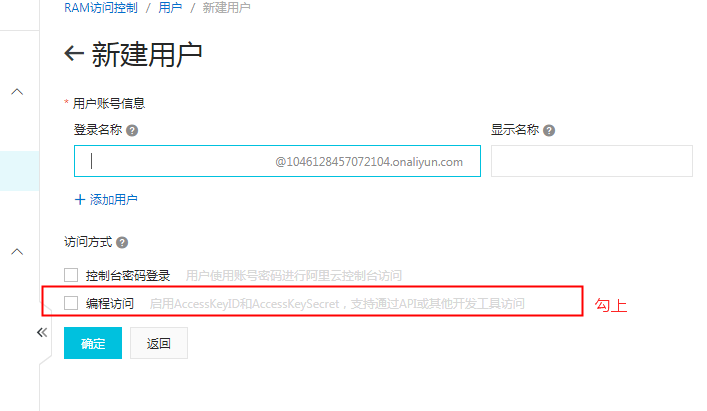 RAM访问控制 / 用户 / 新建用户
← 新建用户
* 用户账号信息
登录名称 ? 显示名称 ?
@1046128457072104.onaliyun.com
+ 添加用户
访问方式 ?
控制台密码登录 用户使用账号密码进行阿里云控制台访问
编程访问 启用AccessKeyID和AccessKeySecret，支持通过API或其他开发工具访问 勾上
确定 返回